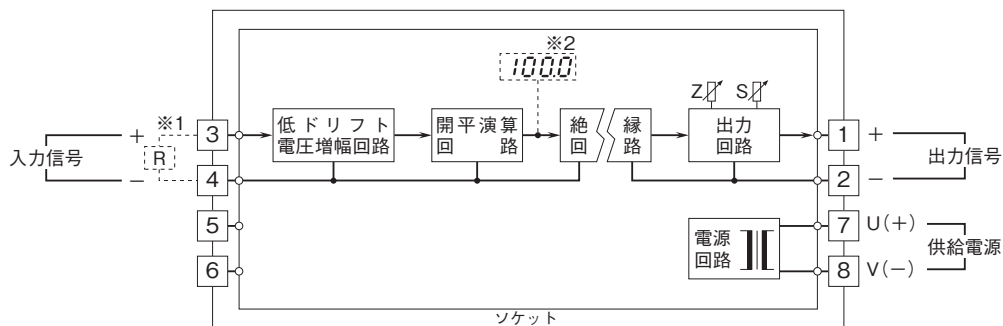 ※2
100.0
Z S
※1
入力信号
+
R
−
3
4
5
6
低ドリフト
電圧増幅回路
開平演算
回路
絶縁
回路
出力
回路
1
+
2
−
出力信号
電源
回路
7
U(+)
8
V(−)
供給電源
ソケット